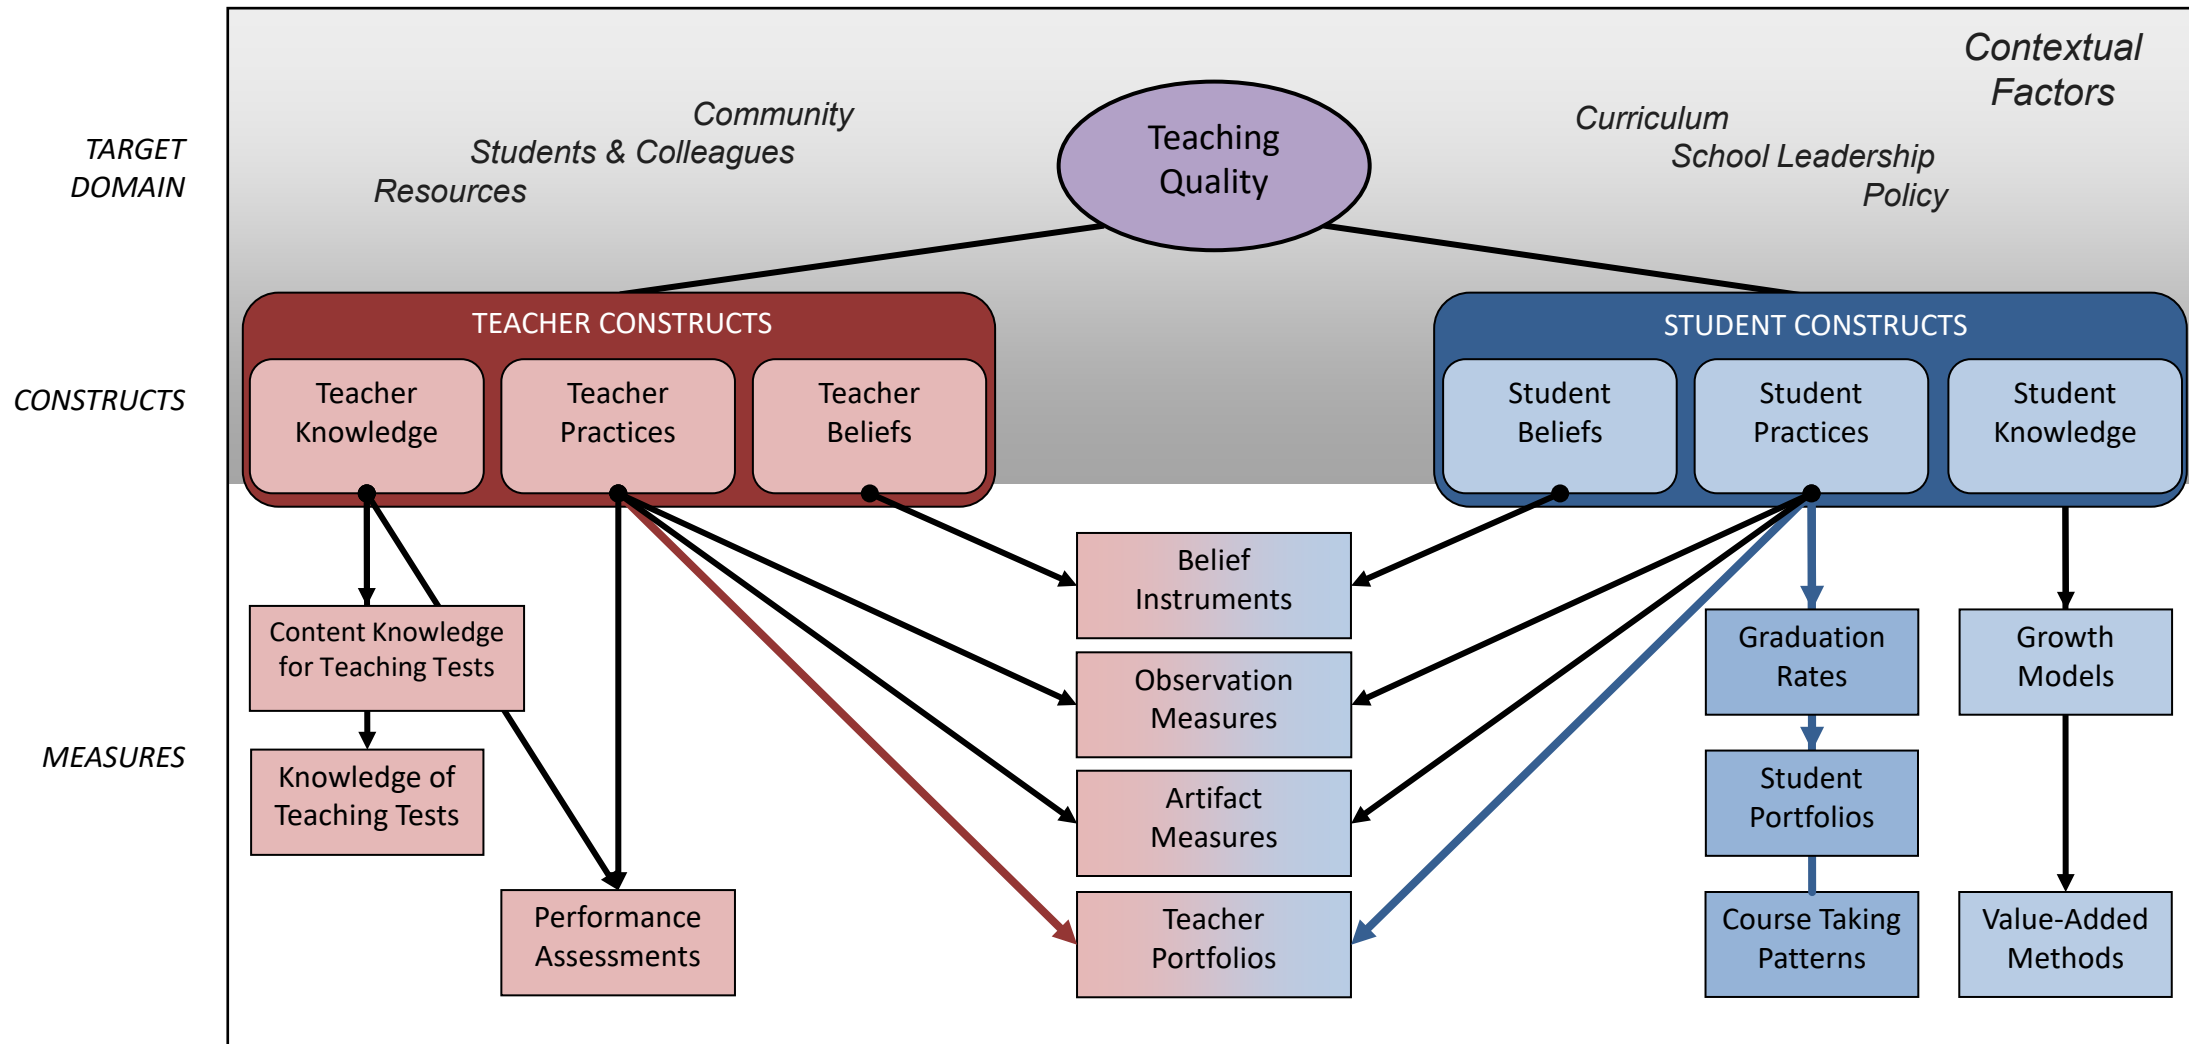 Contextual
Factors
Community
Students & Colleagues
Resources
Curriculum
School Leadership
Policy
TARGET
DOMAIN
Teaching
Quality
TEACHER CONSTRUCTS
STUDENT CONSTRUCTS
CONSTRUCTS
Teacher
Knowledge
Teacher
Practices
Teacher
Beliefs
Student
Beliefs
Student
Practices
Student
Knowledge
MEASURES
Content Knowledge
for Teaching Tests
Knowledge of
Teaching Tests
Performance
Assessments
Belief
Instruments
Observation
Measures
Artifact
Measures
Teacher
Portfolios
Graduation
Rates
Student
Portfolios
Course Taking
Patterns
Growth
Models
Value-Added
Methods